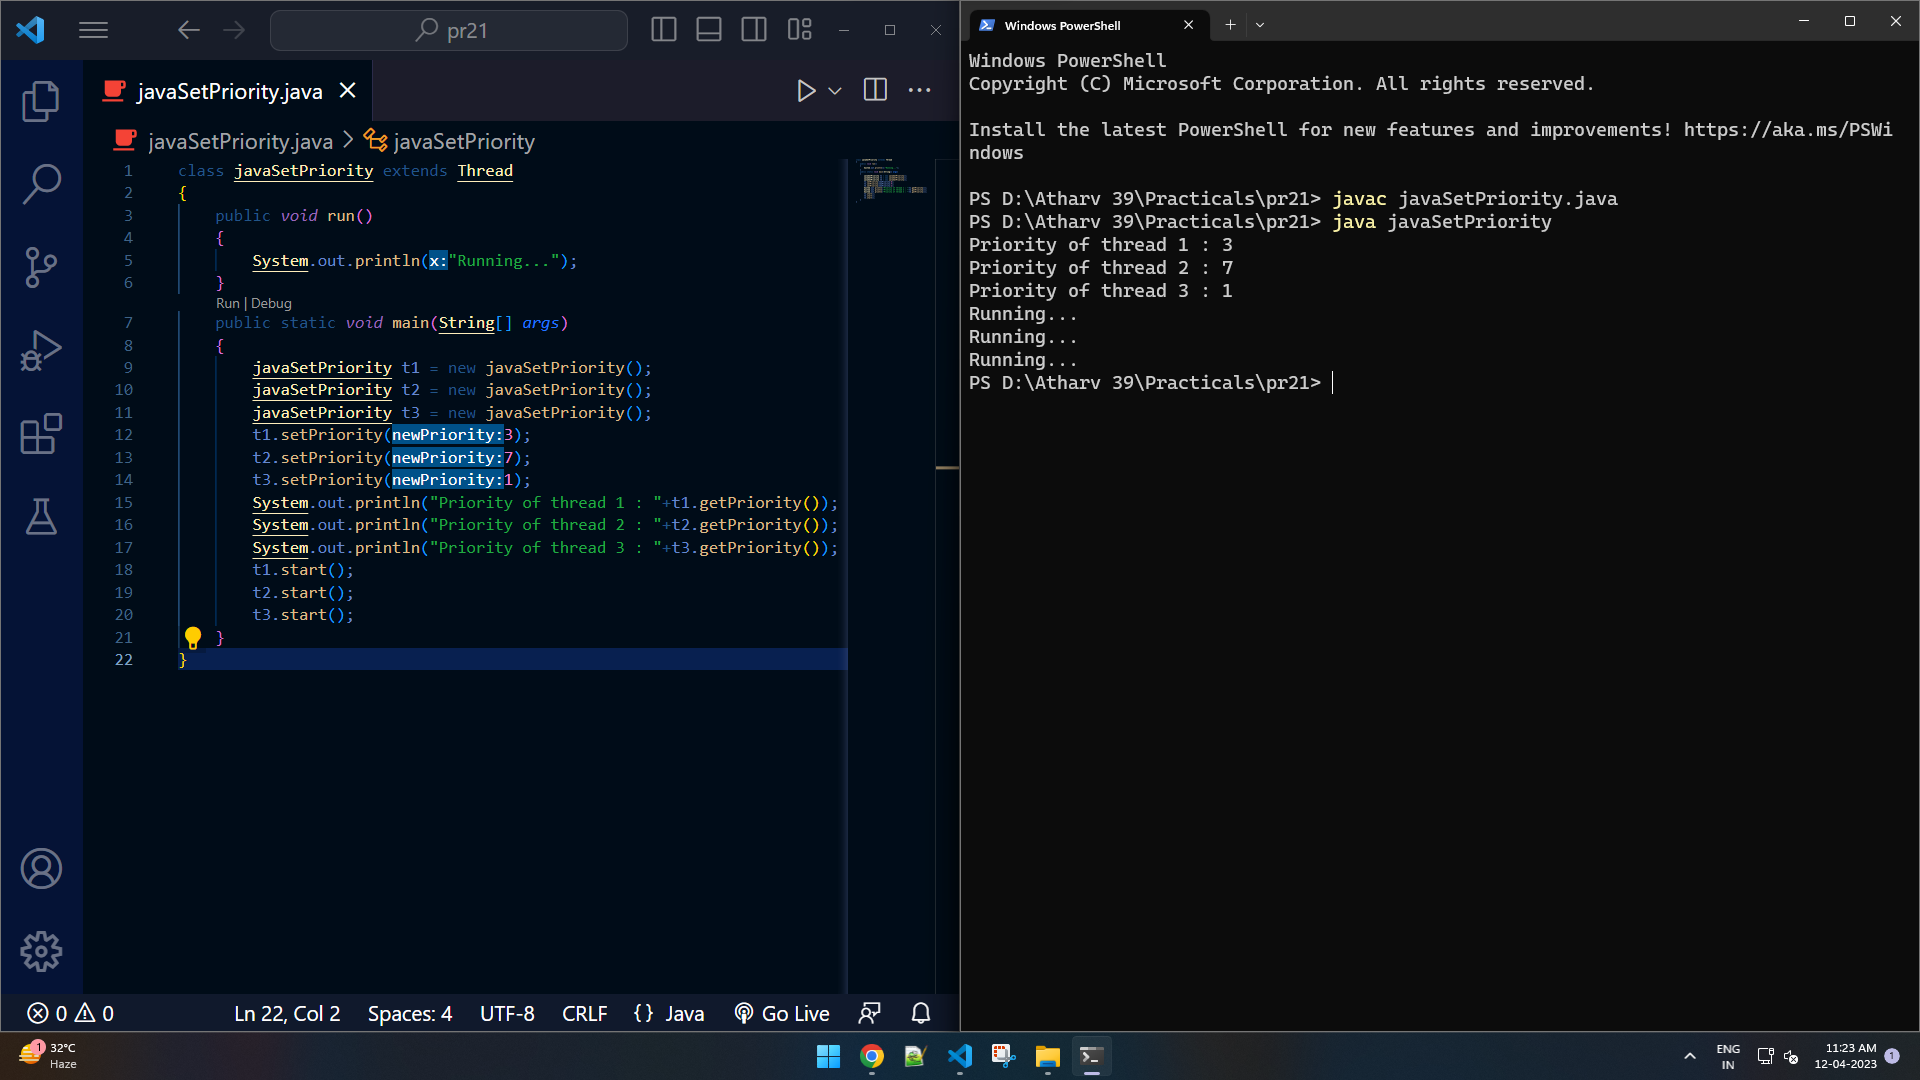 pr21
javaSetPriority.java
javaSetPriority.java > javaSetPriority
1 class javaSetPriority extends Thread
2 {
3 public void run()
4 {
5 System.out.println(x:"Running...");
6 }
Run | Debug
7 public static void main(String[] args)
8 {
9 javaSetPriority t1 = new javaSetPriority();
10 javaSetPriority t2 = new javaSetPriority();
11 javaSetPriority t3 = new javaSetPriority();
12 t1.setPriority(newPriority:3);
13 t2.setPriority(newPriority:7);
14 t3.setPriority(newPriority:1);
15 System.out.println("Priority of thread 1 : "+t1.getPriority());
16 System.out.println("Priority of thread 2 : "+t2.getPriority());
17 System.out.println("Priority of thread 3 : "+t3.getPriority());
18 t1.start();
19 t2.start();
20 t3.start();
21 }
22 }
0 0 Ln 22, Col 2 Spaces: 4 UTF-8 CRLF {} Java Go Live
Windows PowerShell
Windows PowerShell
Copyright (C) Microsoft Corporation. All rights reserved.
Install the latest PowerShell for new features and improvements! https://aka.ms/PSWi
ndows
PS D:\Atharv 39\Practicals\pr21> javac javaSetPriority.java
PS D:\Atharv 39\Practicals\pr21> java javaSetPriority
Priority of thread 1 : 3
Priority of thread 2 : 7
Priority of thread 3 : 1
Running...
Running...
Running...
PS D:\Atharv 39\Practicals\pr21>
1
32°C
Haze
ENG
IN
11:23 AM
12-04-2023
1